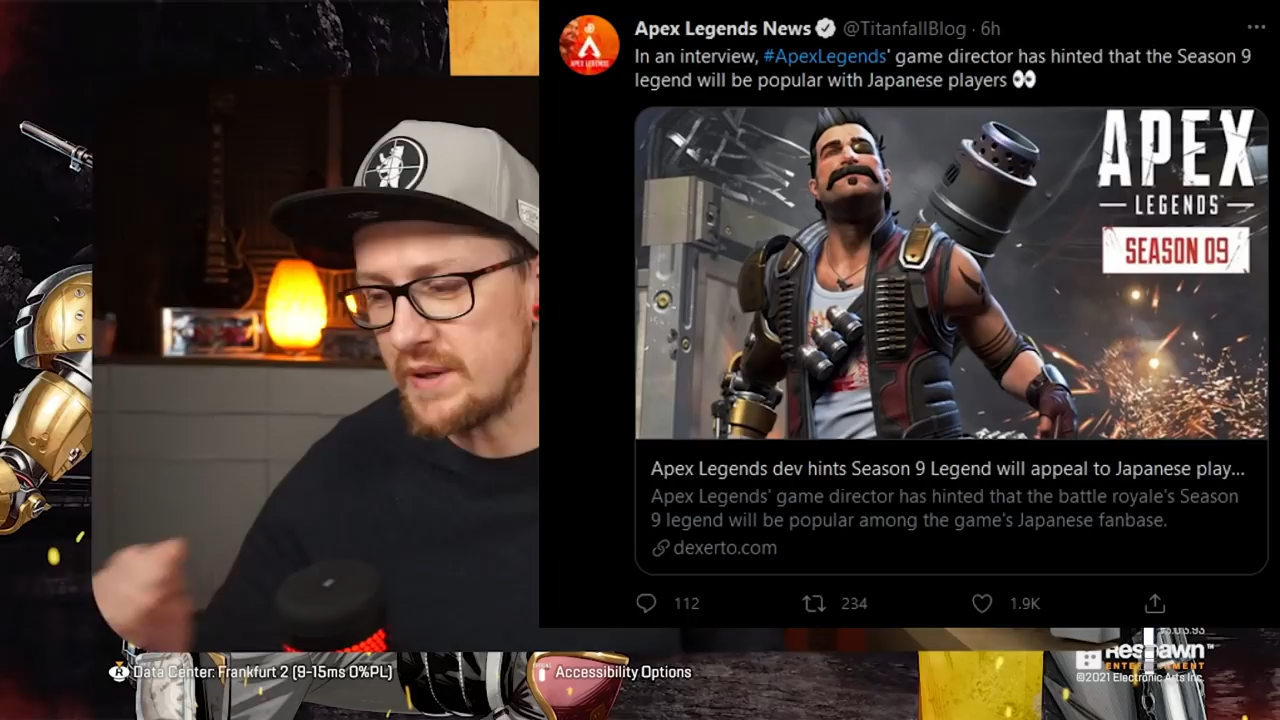 Apex Legends News @TitanfallBlog · 6h
In an interview, #ApexLegends' game director has hinted that the Season 9
legend will be popular with Japanese players 👀
APEX LEGENDS
APEX
LEGENDS
SEASON 09
Apex Legends dev hints Season 9 Legend will appeal to Japanese play...
Apex Legends' game director has hinted that the battle royale's Season
9 legend will be popular among the game's Japanese fanbase.
dexerto.com
112 234 1.9K
R Data Center: Frankfurt 2 (9-15ms 0%PL)
Accessibility Options
Respawn™
ENTERTAINMENT
©2021 Electronic Arts Inc.